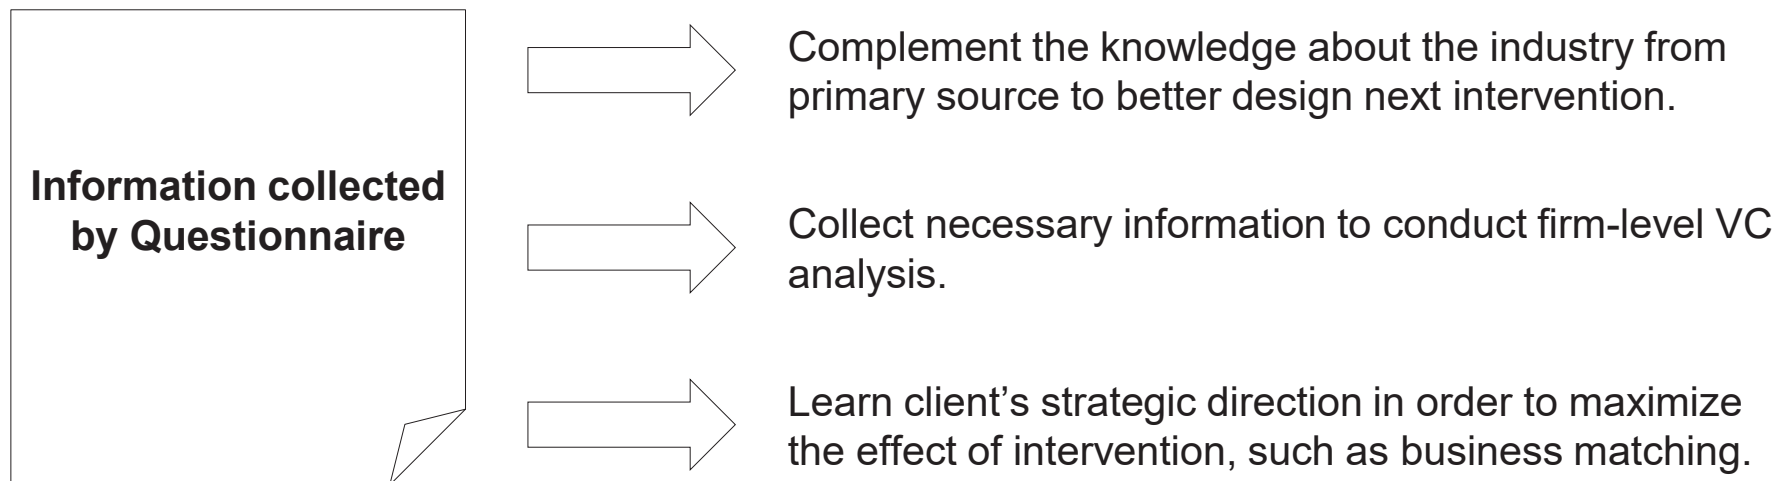 Information collected
by Questionnaire
Complement the knowledge about the industry from
primary source to better design next intervention.
Collect necessary information to conduct firm-level VC
analysis.
Learn client’s strategic direction in order to maximize
the effect of intervention, such as business matching.